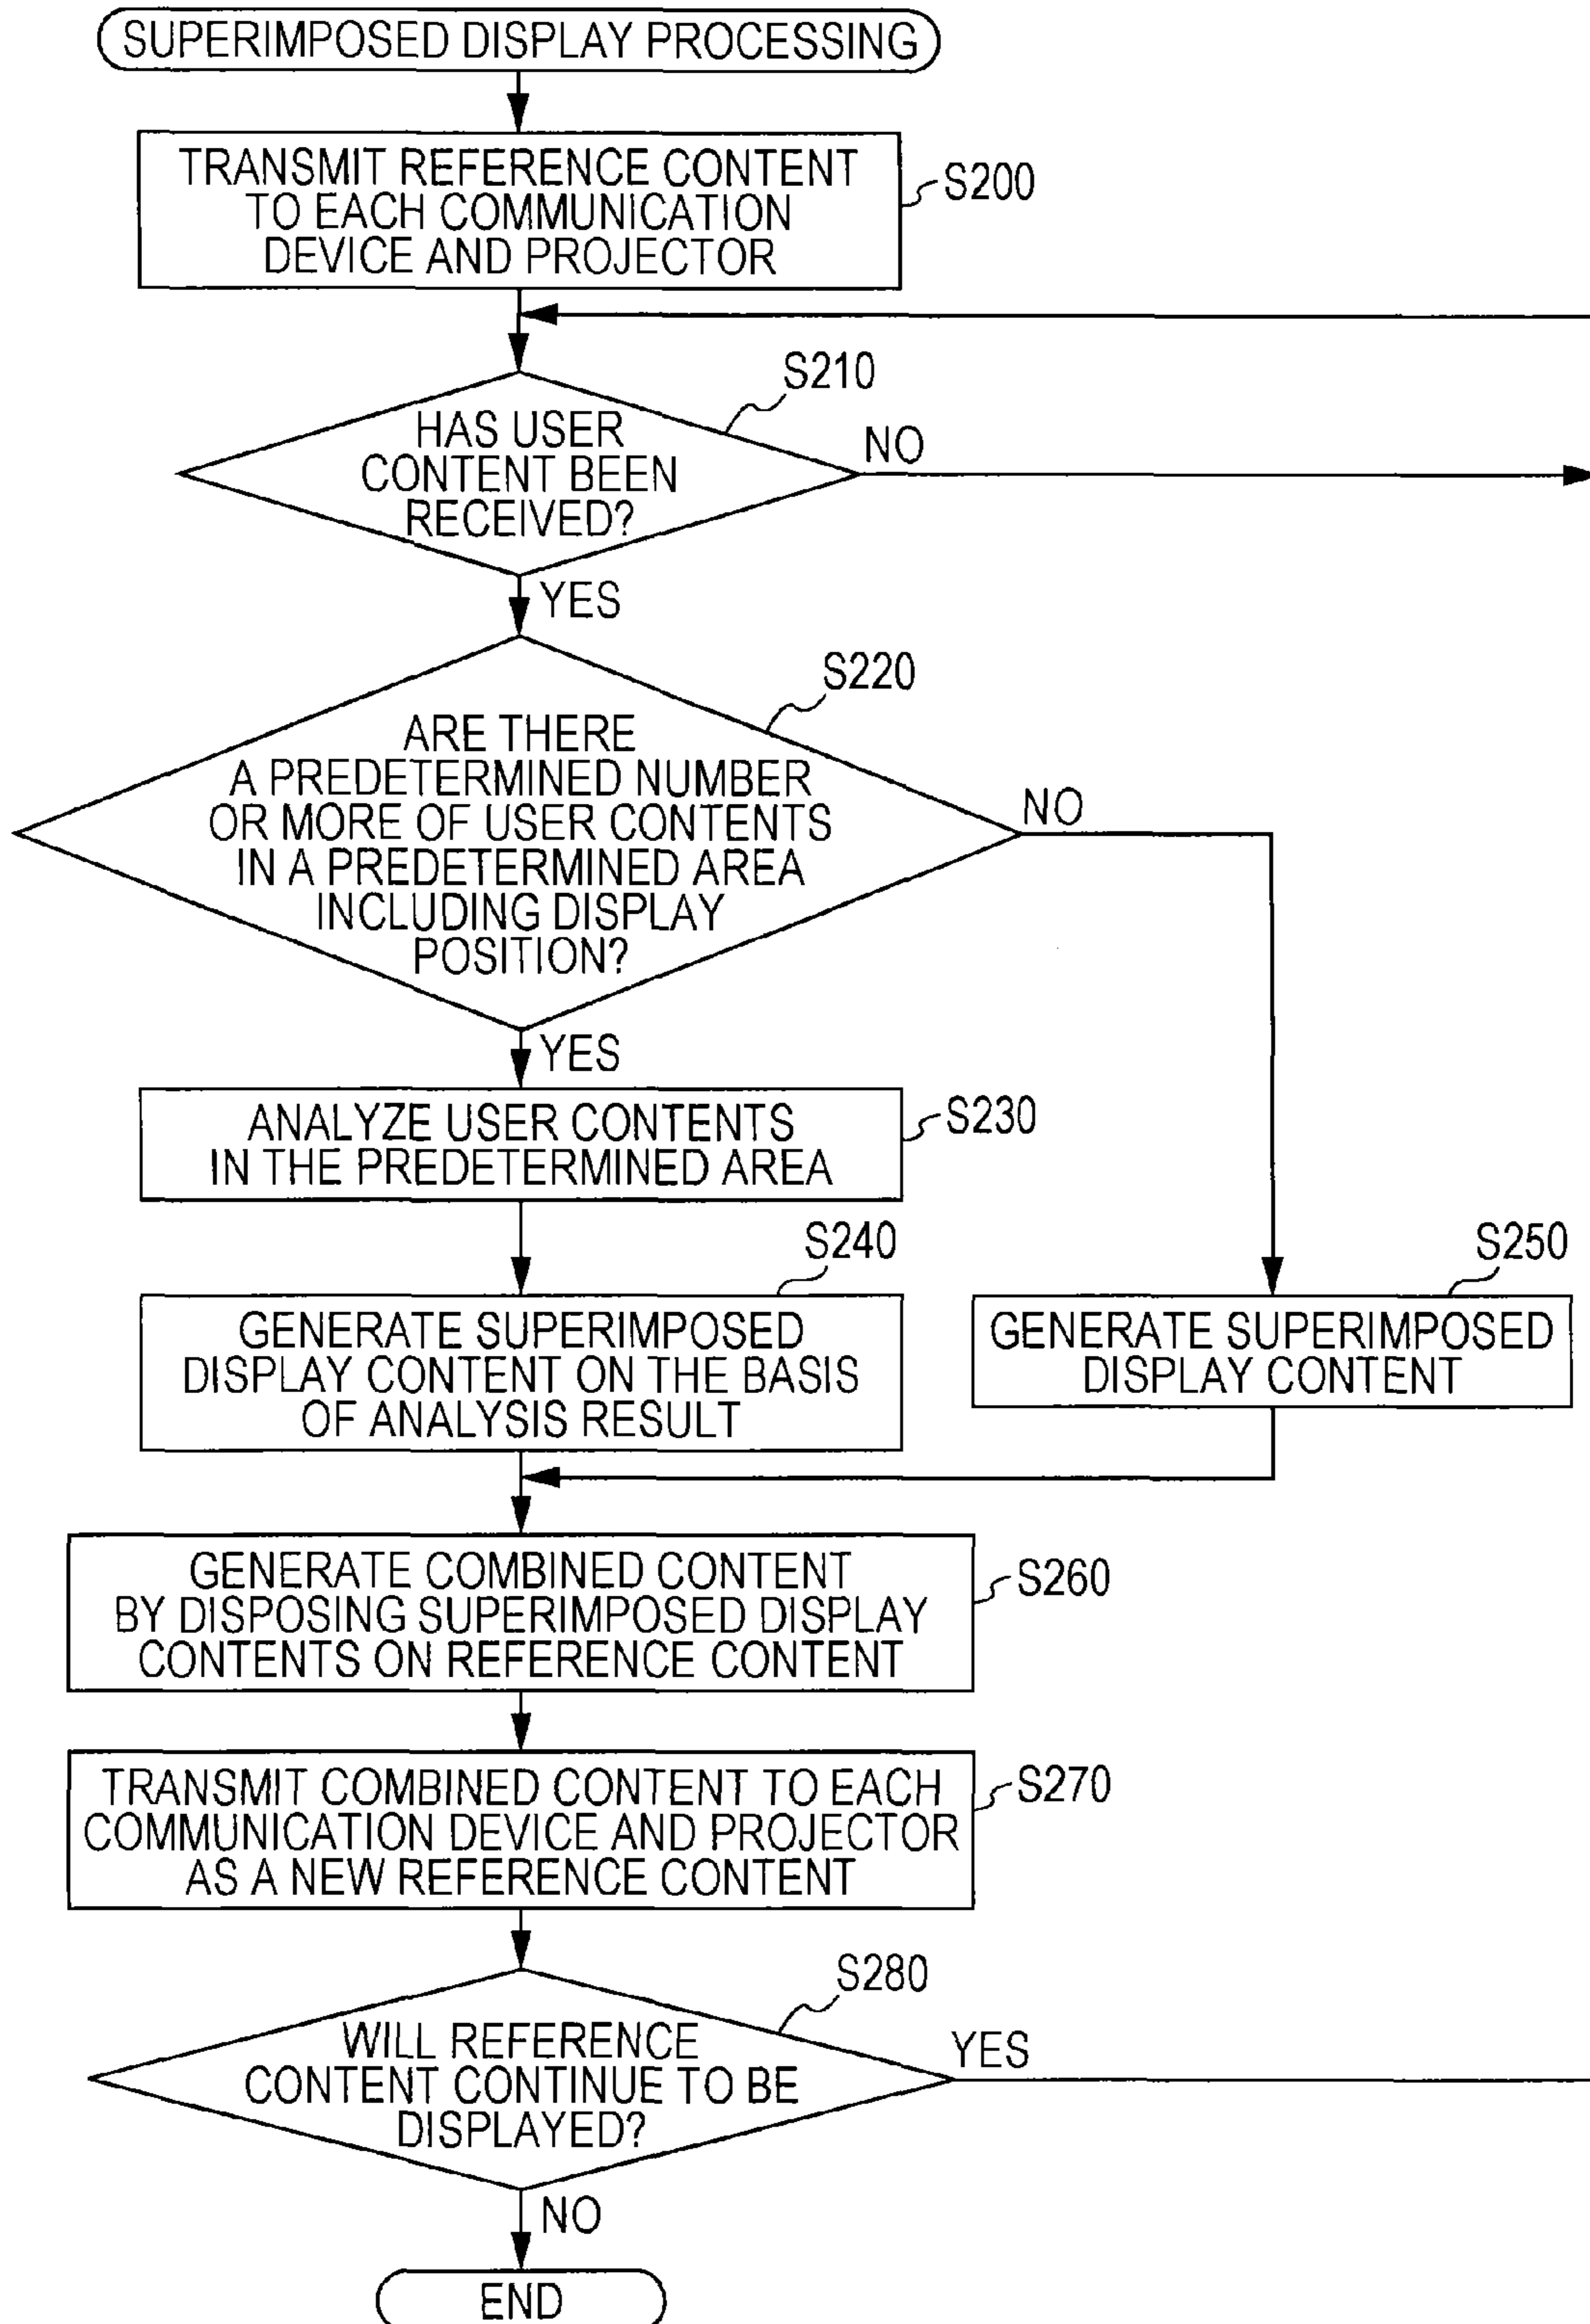 SUPERIMPOSED DISPLAY PROCESSING
TRANSMIT REFERENCE CONTENT
TO EACH COMMUNICATION
DEVICE AND PROJECTOR
S200
S210
HAS USER
CONTENT BEEN
RECEIVED?
NO
YES
S220
ARE THERE
A PREDETERMINED NUMBER
OR MORE OF USER CONTENTS
IN A PREDETERMINED AREA
INCLUDING DISPLAY
POSITION?
NO
YES
ANALYZE USER CONTENTS
IN THE PREDETERMINED AREA
S230
S240
GENERATE SUPERIMPOSED
DISPLAY CONTENT ON THE BASIS
OF ANALYSIS RESULT
S250
GENERATE SUPERIMPOSED
DISPLAY CONTENT
GENERATE COMBINED CONTENT
BY DISPOSING SUPERIMPOSED DISPLAY
CONTENTS ON REFERENCE CONTENT
S260
TRANSMIT COMBINED CONTENT TO EACH
COMMUNICATION DEVICE AND PROJECTOR
AS A NEW REFERENCE CONTENT
S270
S280
WILL REFERENCE
CONTENT CONTINUE TO BE
DISPLAYED?
YES
NO
END